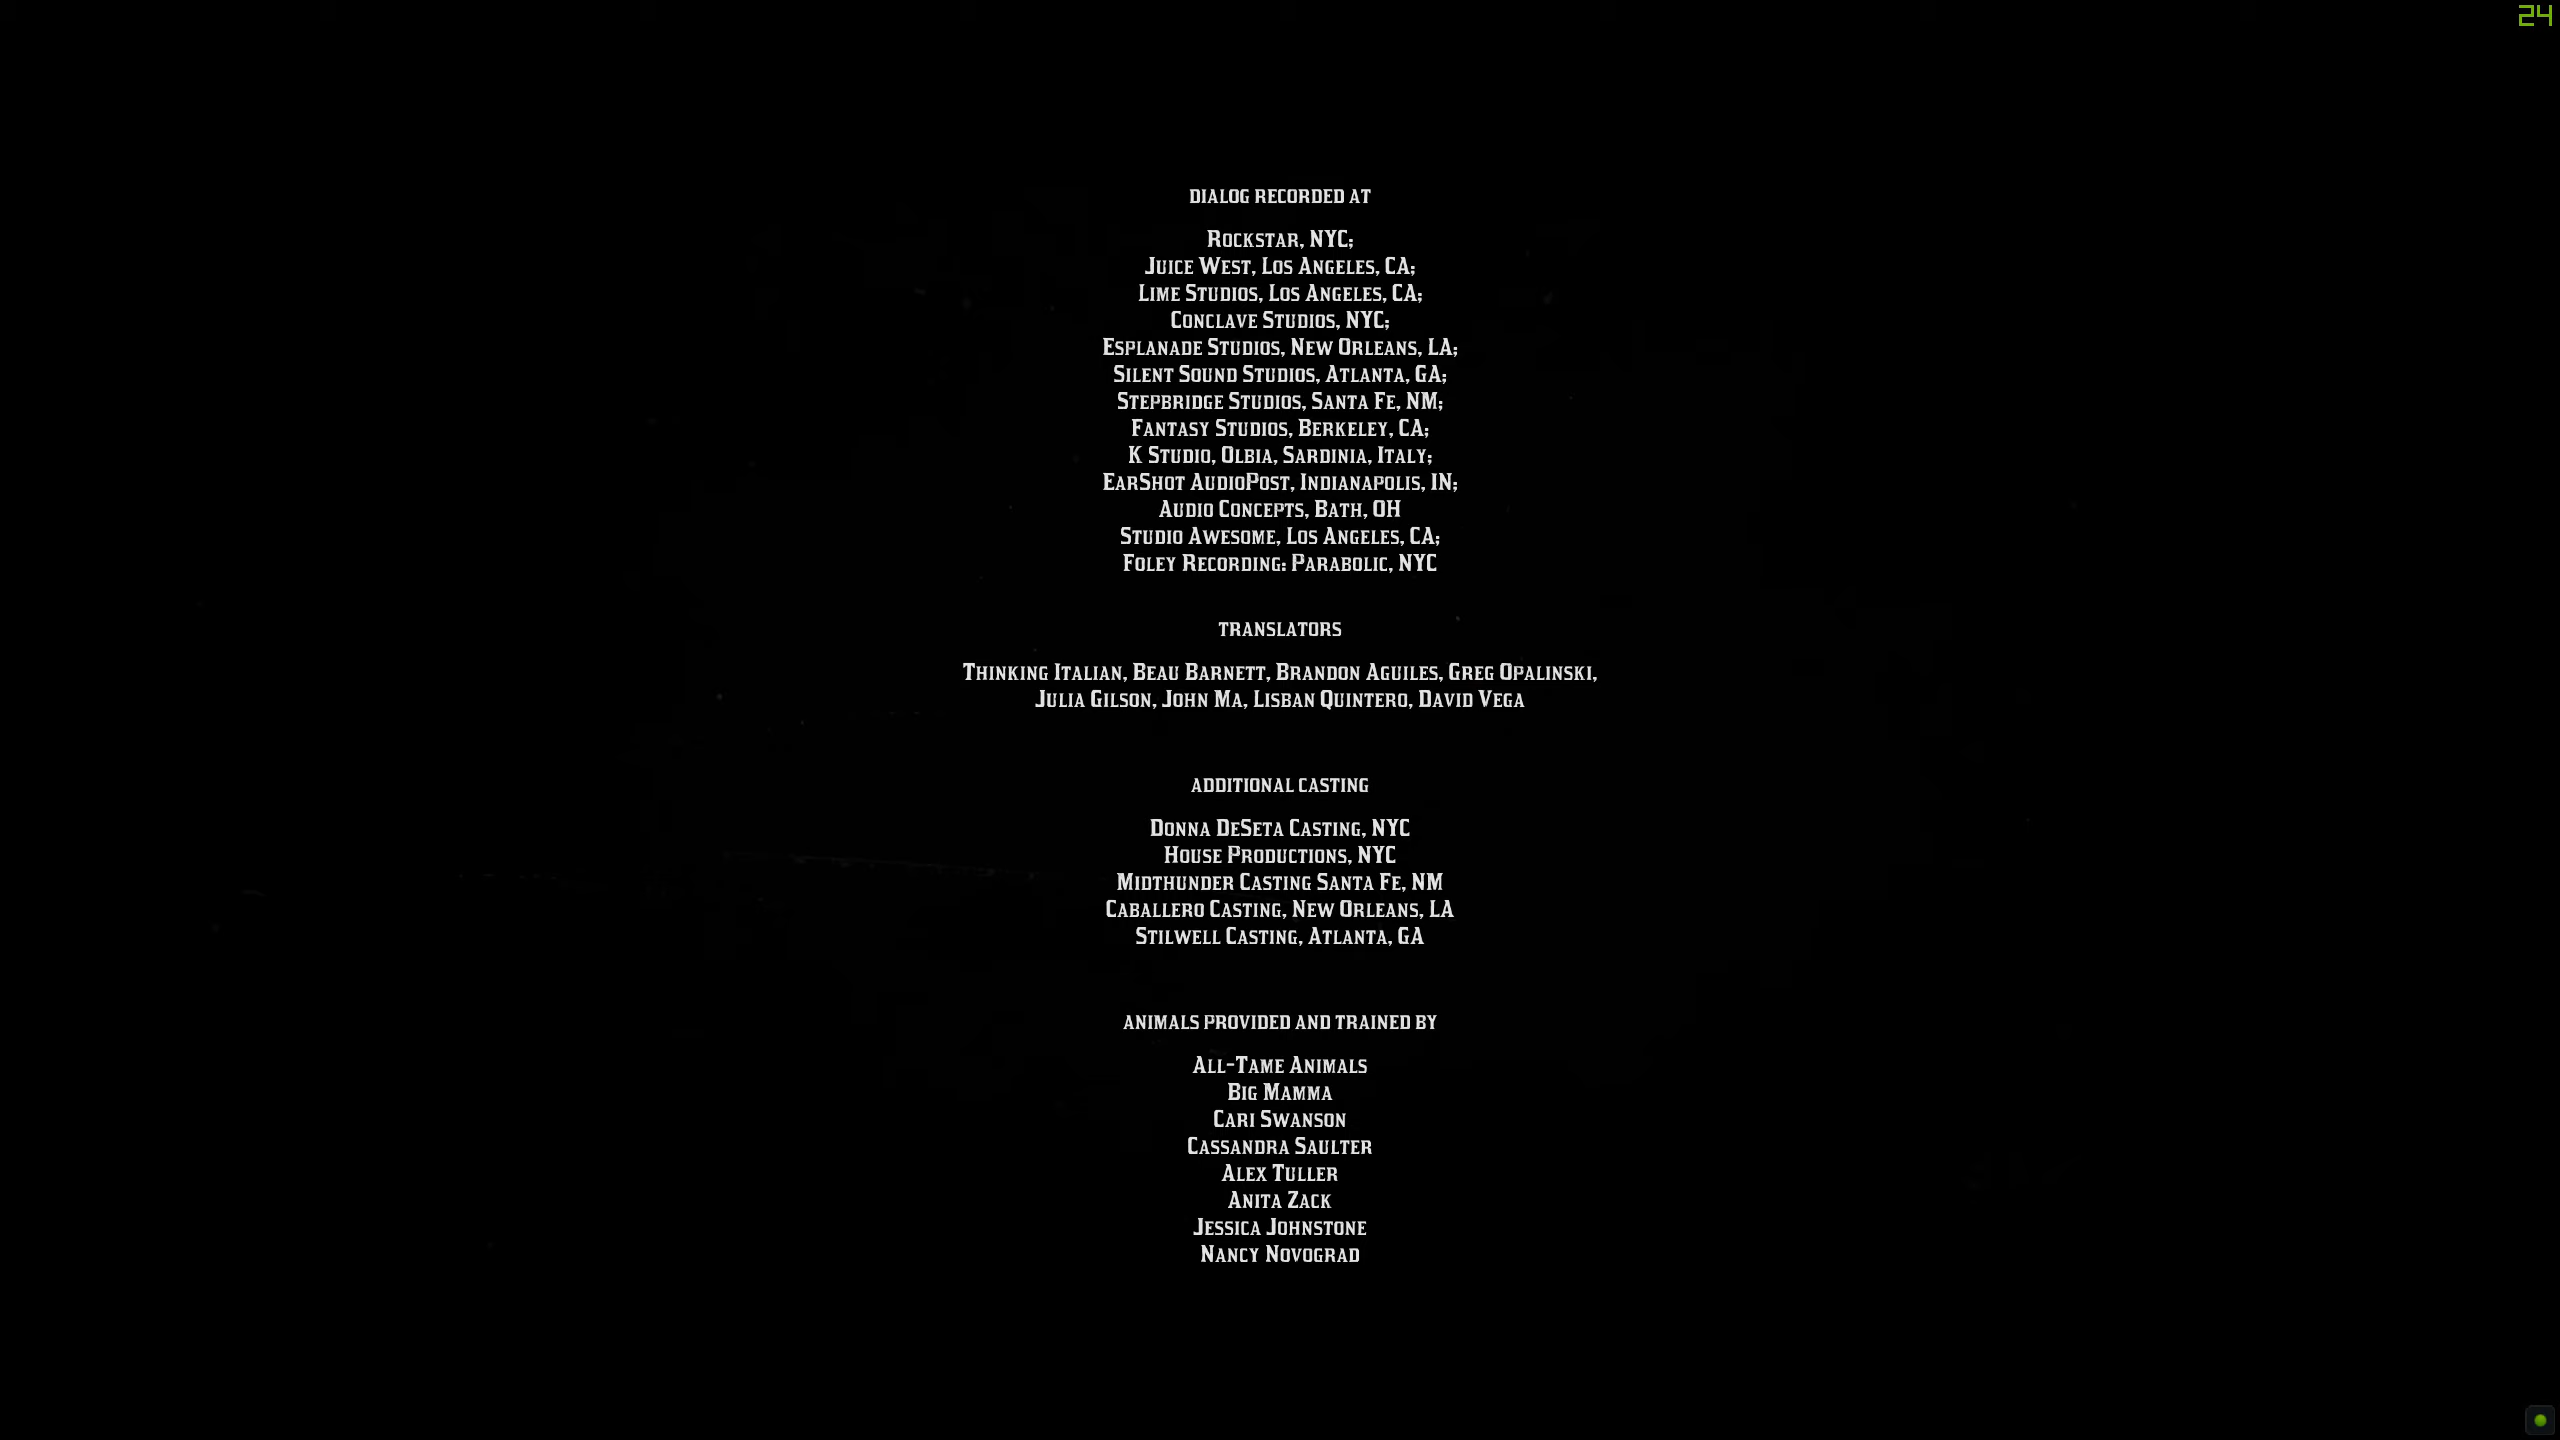 24
DIALOG RECORDED AT
ROCKSTAR, NYC;
JUICE WEST, LOS ANGELES, CA;
LIME STUDIOS, LOS ANGELES, CA;
CONCLAVE STUDIOS, NYC;
ESPLANADE STUDIOS, NEW ORLEANS, LA;
SILENT SOUND STUDIOS, ATLANTA, GA;
STEPBRIDGE STUDIOS, SANTA FE, NM;
FANTASY STUDIOS, BERKELEY, CA;
K STUDIO, OLBIA, SARDINIA, ITALY;
EARSHOT AUDIOPOST, INDIANAPOLIS, IN;
AUDIO CONCEPTS, BATH, OH
STUDIO AWESOME, LOS ANGELES, CA;
FOLEY RECORDING: PARABOLIC, NYC
TRANSLATORS
THINKING ITALIAN, BEAU BARNETT, BRANDON AGUILES, GREG OPALINSKI,
JULIA GILSON, JOHN MA, LISBAN QUINTERO, DAVID VEGA
ADDITIONAL CASTING
DONNA DESETA CASTING, NYC
HOUSE PRODUCTIONS, NYC
MIDTHUNDER CASTING SANTA FE, NM
CABALLERO CASTING, NEW ORLEANS, LA
STILWELL CASTING, ATLANTA, GA
ANIMALS PROVIDED AND TRAINED BY
ALL-TAME ANIMALS
BIG MAMMA
CARI SWANSON
CASSANDRA SAULTER
ALEX TULLER
ANITA ZACK
JESSICA JOHNSTONE
NANCY NOVOGRAD